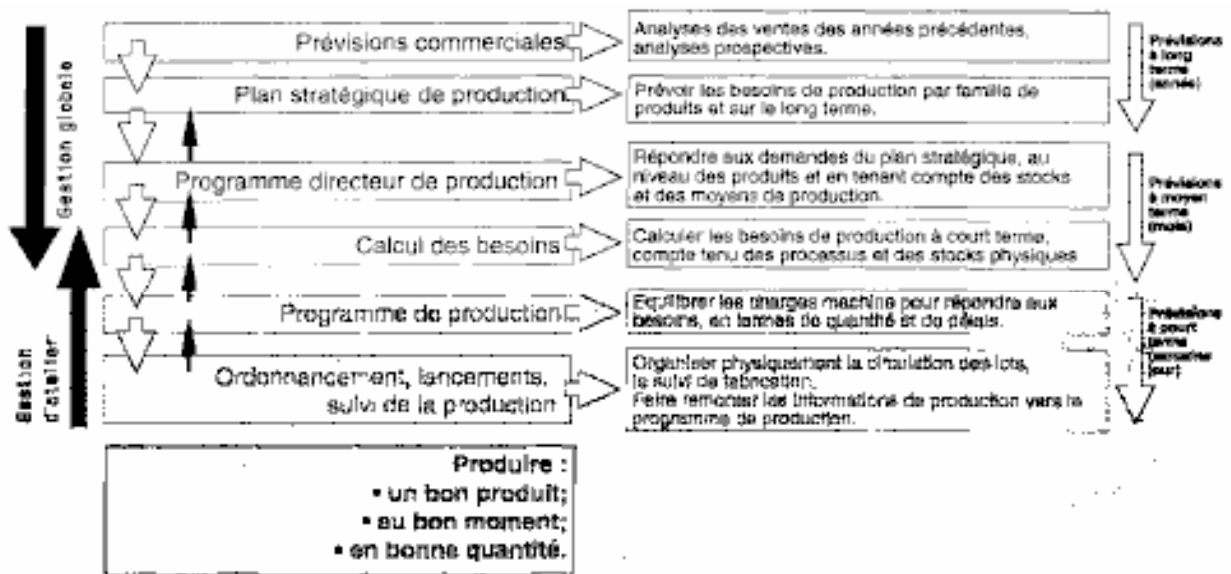 Gestion globale
Gestion
d'atelier
Prévisions commerciales
Analyses des ventes des années précédentes,
analyses prospectives.
Plan stratégique de production
Prévoir les besoins de production par famille de
produits et sur le long terme.
Programme directeur de production
Répondre aux demandes du plan stratégique, au
niveau des produits et en tenant compte des stocks
et des moyens de production.
Calcul des besoins
Calculer les besoins de production à court terme,
compte tenu des processus et des stocks physiques
Programme de production
Equilibrer les charges machine pour répondre aux
besoins, en termes de quantité et de délais.
Ordonnancement, lancements,
suivi de la production
Organiser physiquement la circulation des lots,
le suivi de fabrication.
Faire remonter les informations de production vers le
programme de production.
Prévisions
à long
terme
(année)
Prévisions
à moyen
terme
(mois)
Prévisions
à court
terme
Produire :
• un bon produit;
• au bon moment;
• en bonne quantité.